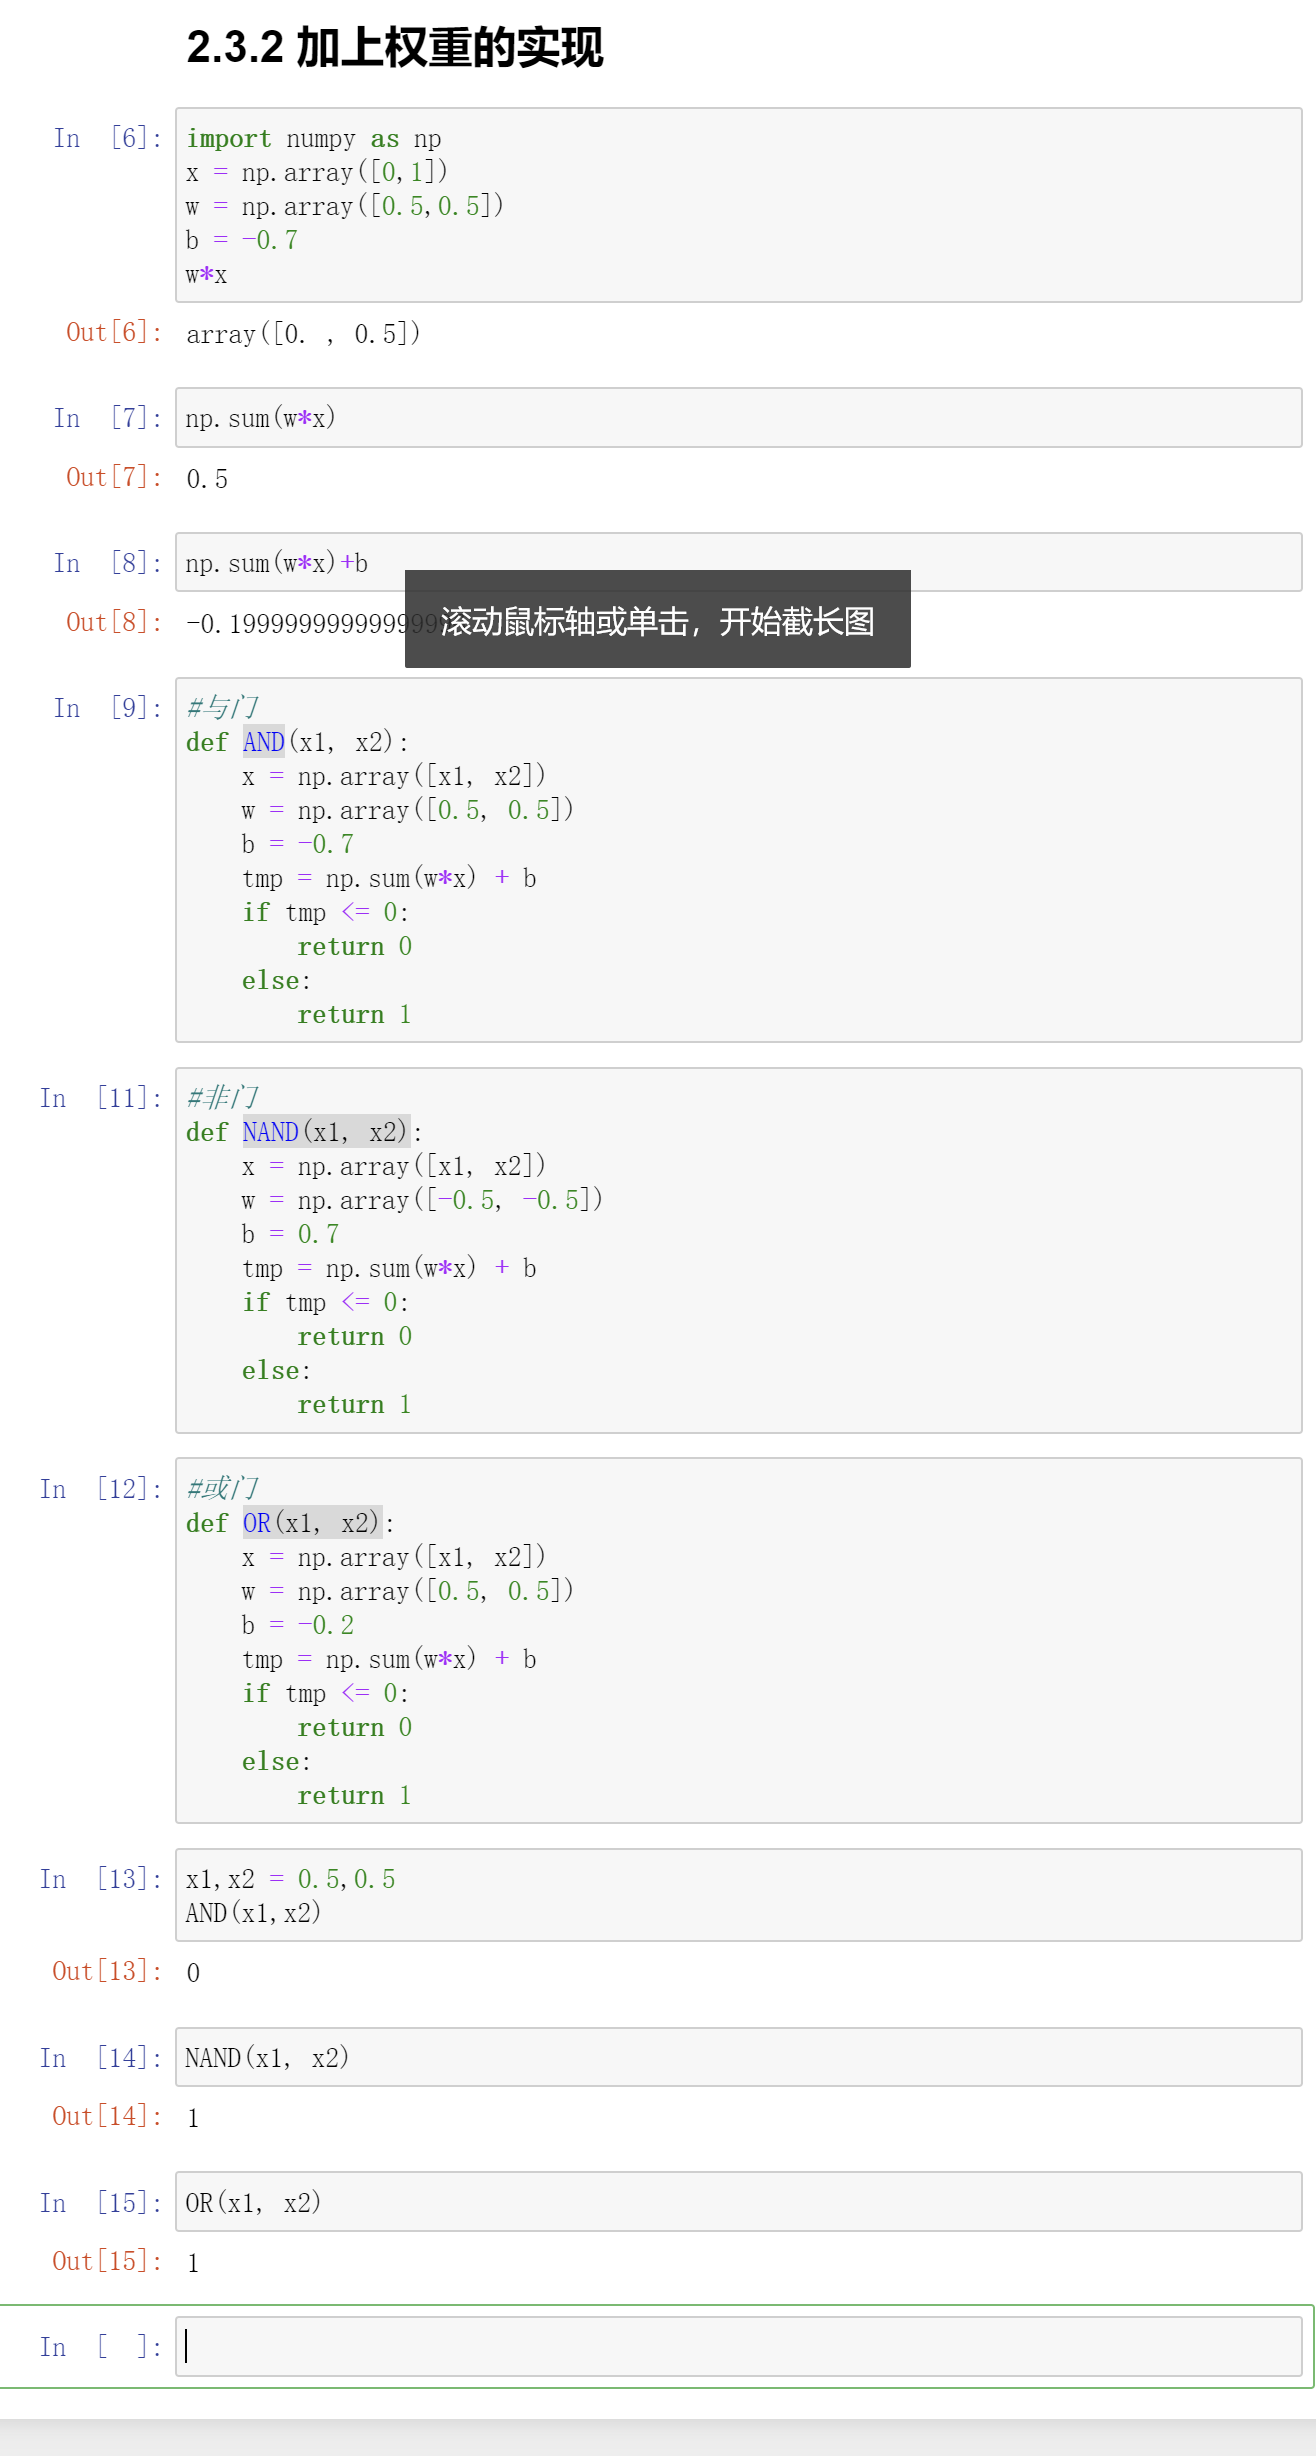 2.3.2 加上权重的实现
In [6]:
import numpy as np
x = np.array([0,1])
w = np.array([0.5,0.5])
b = -0.7
w*x
Out[6]: array([0. , 0.5])
In [7]: np.sum(w*x)
Out[7]: 0.5
In [8]: np.sum(w*x)+b
Out[8]: -0.19999999999999
滚动鼠标轴或单击，开始截长图
In [9]:
#与门
def AND(x1, x2):
    x = np.array([x1, x2])
    w = np.array([0.5, 0.5])
    b = -0.7
    tmp = np.sum(w*x) + b
    if tmp <= 0:
        return 0
    else:
        return 1
In [11]:
#非门
def NAND(x1, x2):
    x = np.array([x1, x2])
    w = np.array([-0.5, -0.5])
    b = 0.7
    tmp = np.sum(w*x) + b
    if tmp <= 0:
        return 0
    else:
        return 1
In [12]:
#或门
def OR(x1, x2):
    x = np.array([x1, x2])
    w = np.array([0.5, 0.5])
    b = -0.2
    tmp = np.sum(w*x) + b
    if tmp <= 0:
        return 0
    else:
        return 1
In [13]:
x1,x2 = 0.5,0.5
AND(x1,x2)
Out[13]: 0
In [14]: NAND(x1, x2)
Out[14]: 1
In [15]: OR(x1, x2)
Out[15]: 1
In [ ]: